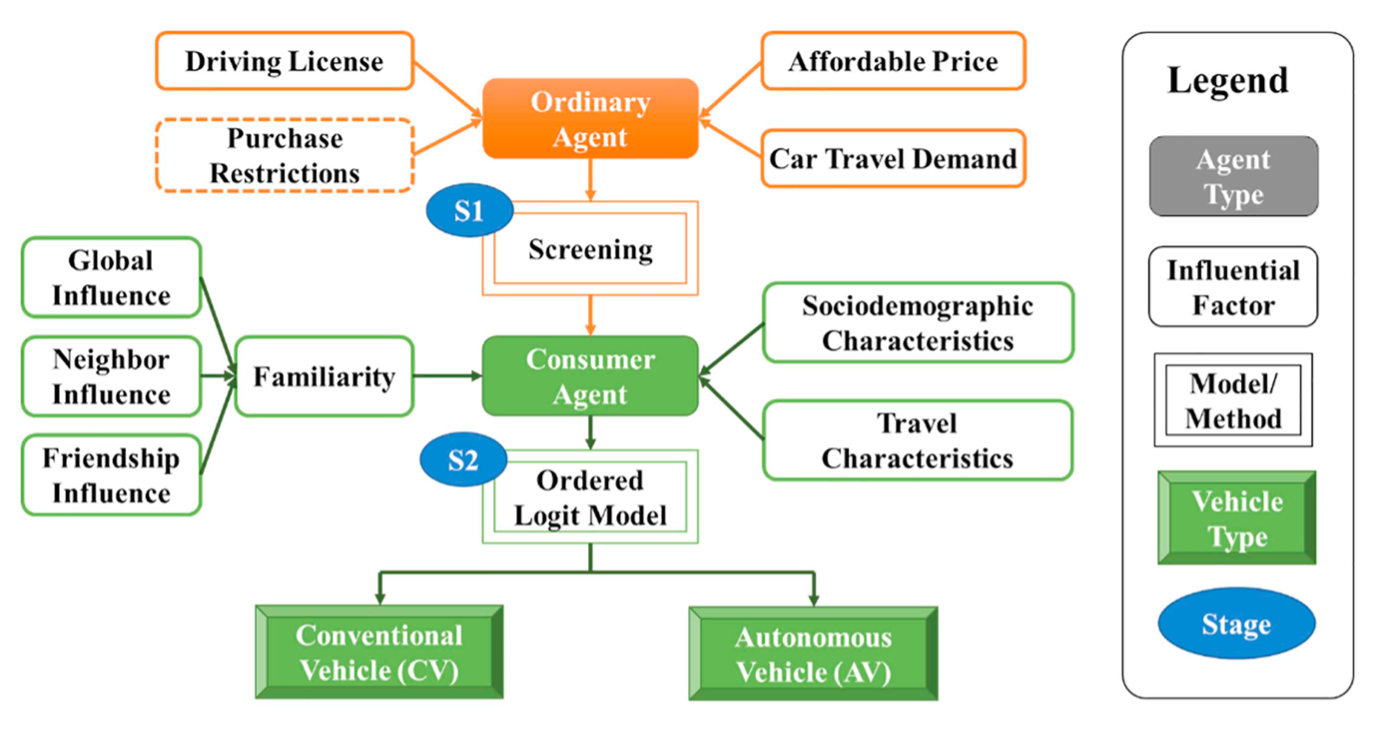 Driving License
Affordable Price
Ordinary
Agent
Purchase
Restrictions
Car Travel Demand
S1
Screening
Global
Influence
Neighbor
Influence
Friendship
Influence
Familiarity
Consumer
Agent
Sociodemographic
Characteristics
Travel
Characteristics
S2
Ordered
Logit Model
Conventional
Vehicle (CV)
Autonomous
Vehicle (AV)
Legend
Agent
Type
Influential
Factor
Model/
Method
Vehicle
Type
Stage